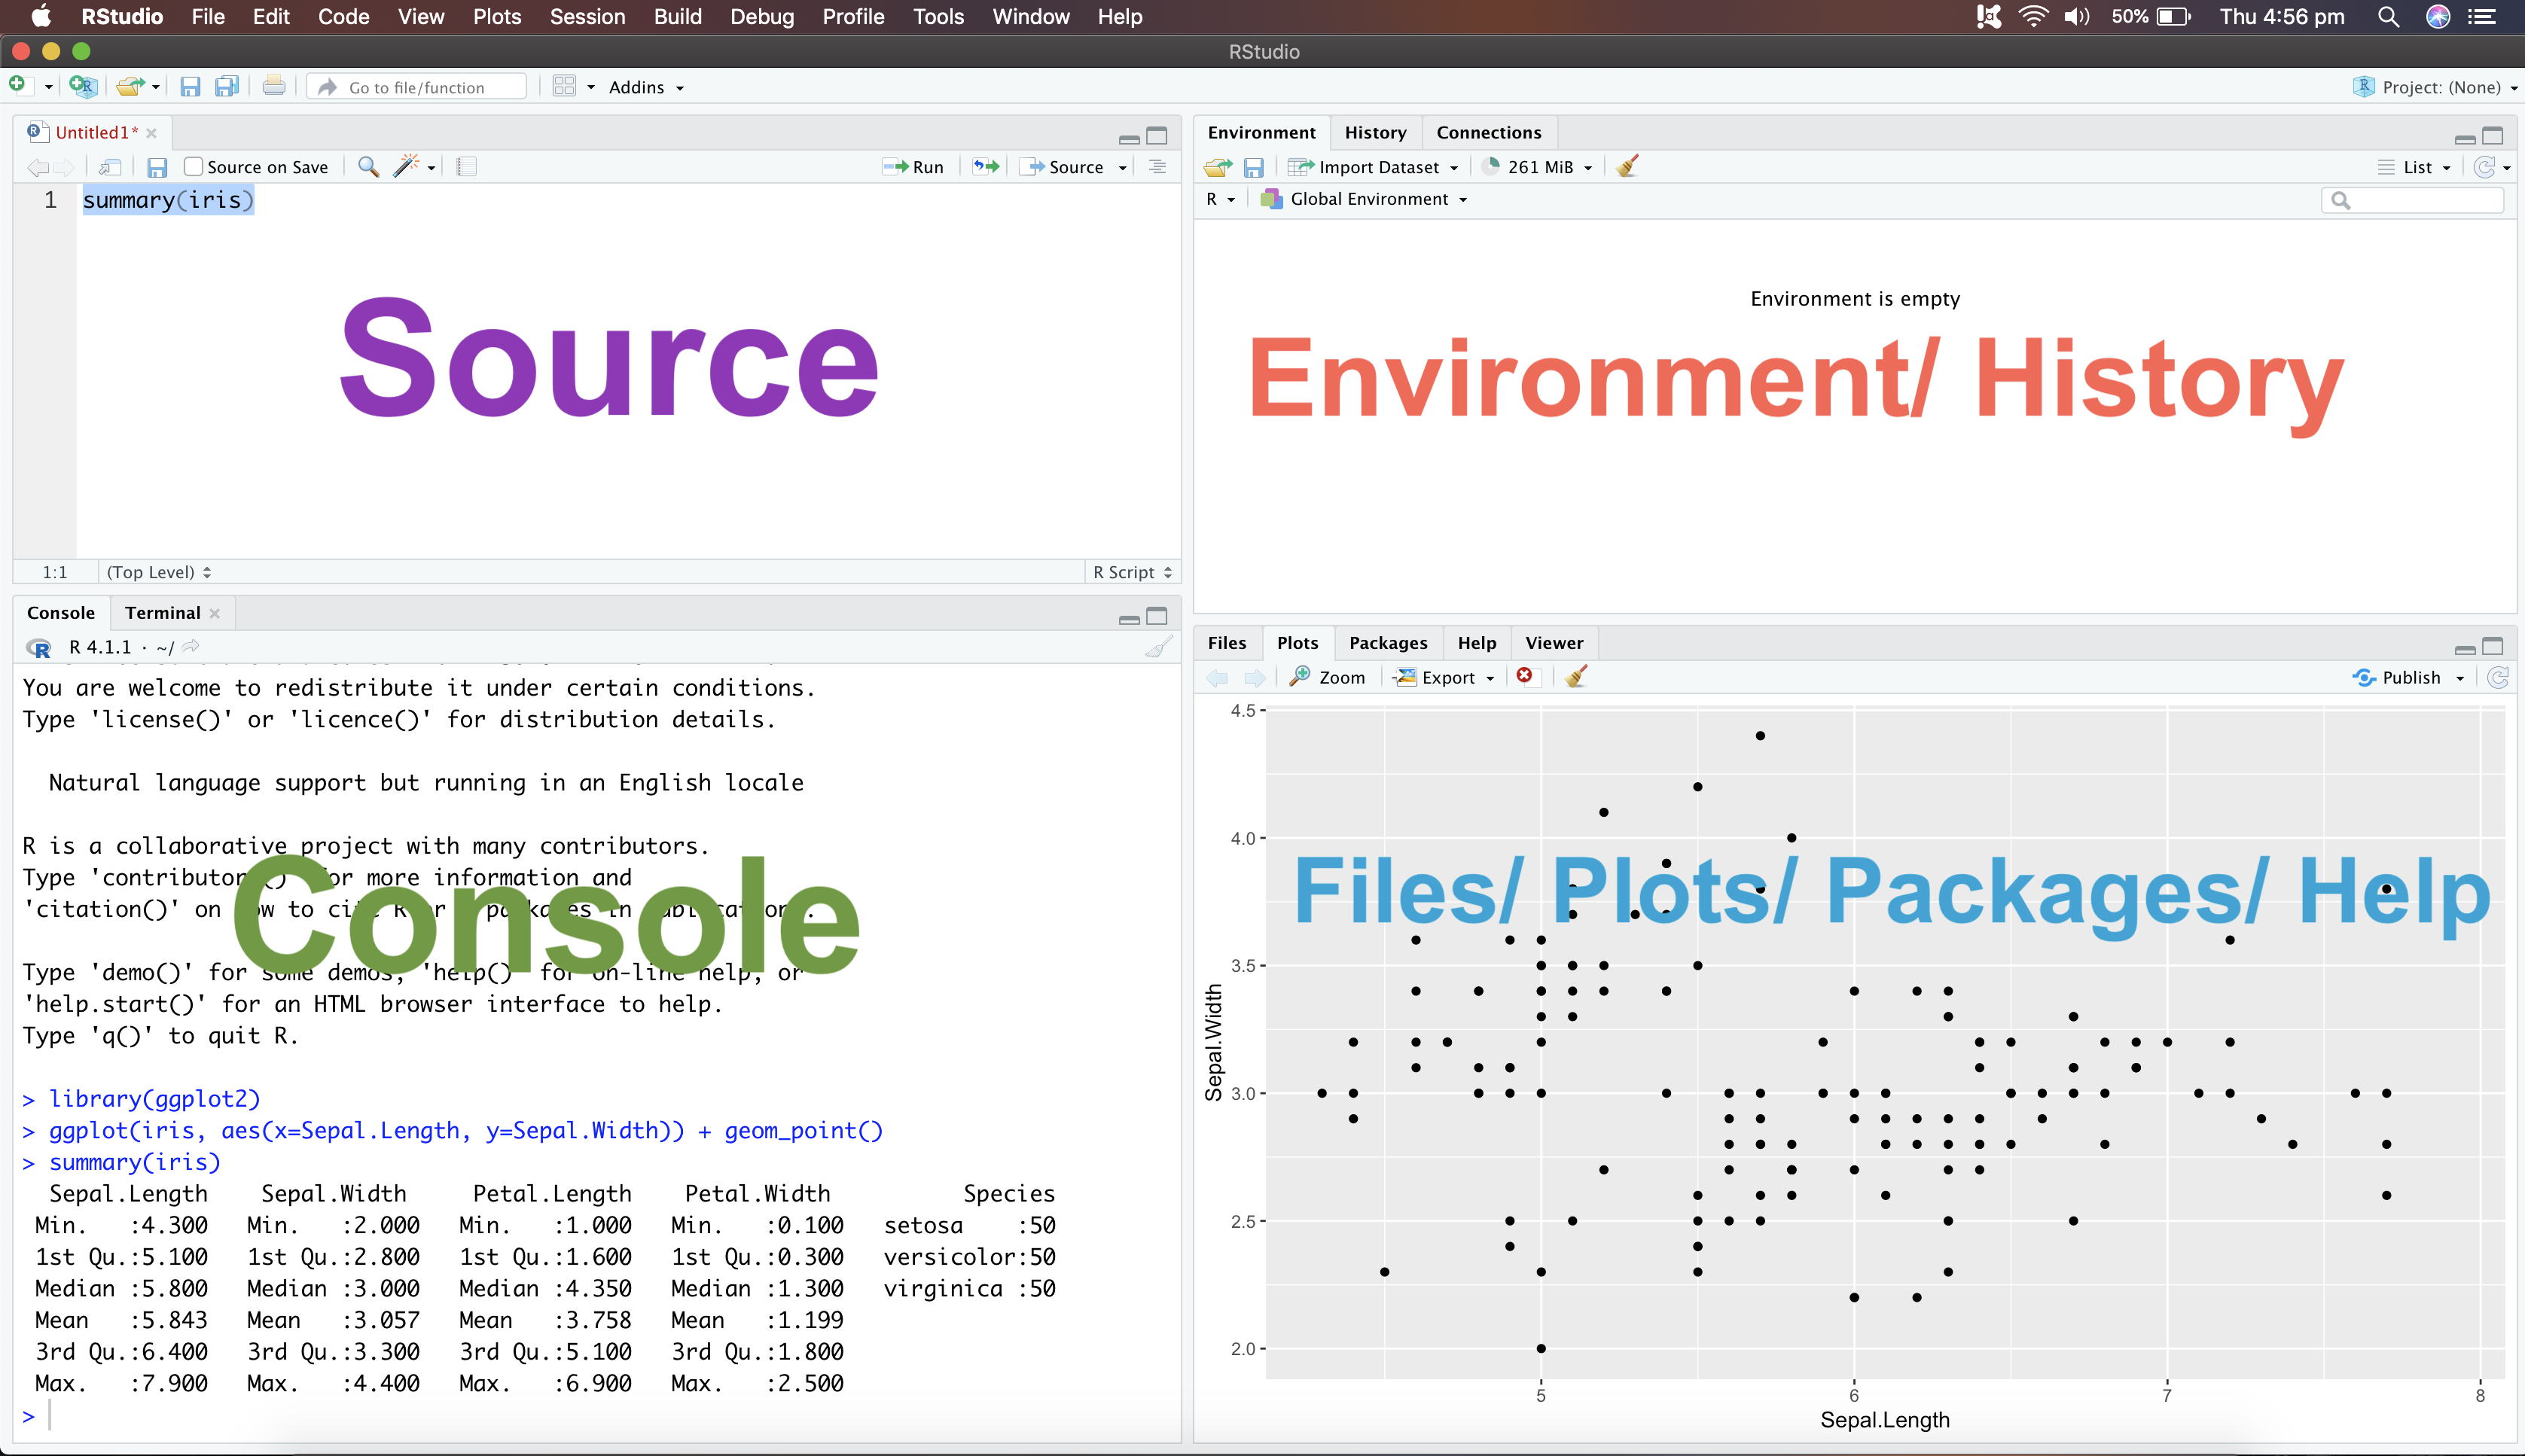 RStudio File Edit Code View Plots Session Build Debug Profile Tools Window Help 50% Thu 4:56 pm
RStudio
Go to file/function Addins Project: (None)
Untitled1*
Source on Save Run Source
1 summary(iris)
Source
1:1 (Top Level) R Script
Environment History Connections
Import Dataset 261 MiB List
R Global Environment
Environment is empty
Environment/ History
Console Terminal
R 4.1.1 · ~/
You are welcome to redistribute it under certain conditions.
Type 'license()' or 'licence()' for distribution details.
Natural language support but running in an English locale
R is a collaborative project with many contributors.
Type 'contributors()' for more information and
'citation()' on how to cite R or R packages in publications.
Console
Type 'demo()' for some demos, 'help()' for on-line help, or
'help.start()' for an HTML browser interface to help.
Type 'q()' to quit R.
> library(ggplot2)
> ggplot(iris, aes(x=Sepal.Length, y=Sepal.Width)) + geom_point()
> summary(iris)
Sepal.Length Sepal.Width Petal.Length Petal.Width Species
Min. :4.300 Min. :2.000 Min. :1.000 Min. :0.100 setosa :50
1st Qu.:5.100 1st Qu.:2.800 1st Qu.:1.600 1st Qu.:0.300 versicolor:50
Median :5.800 Median :3.000 Median :4.350 Median :1.300 virginica :50
Mean :5.843 Mean :3.057 Mean :3.758 Mean :1.199
3rd Qu.:6.400 3rd Qu.:3.300 3rd Qu.:5.100 3rd Qu.:1.800
Max. :7.900 Max. :4.400 Max. :6.900 Max. :2.500
>
Files Plots Packages Help Viewer
Zoom Export Publish
4.5
4.0
Files/ Plots/ Packages/ Help
3.5
Sepal.Width
3.0
2.5
2.0
5 6 7 8
Sepal.Length